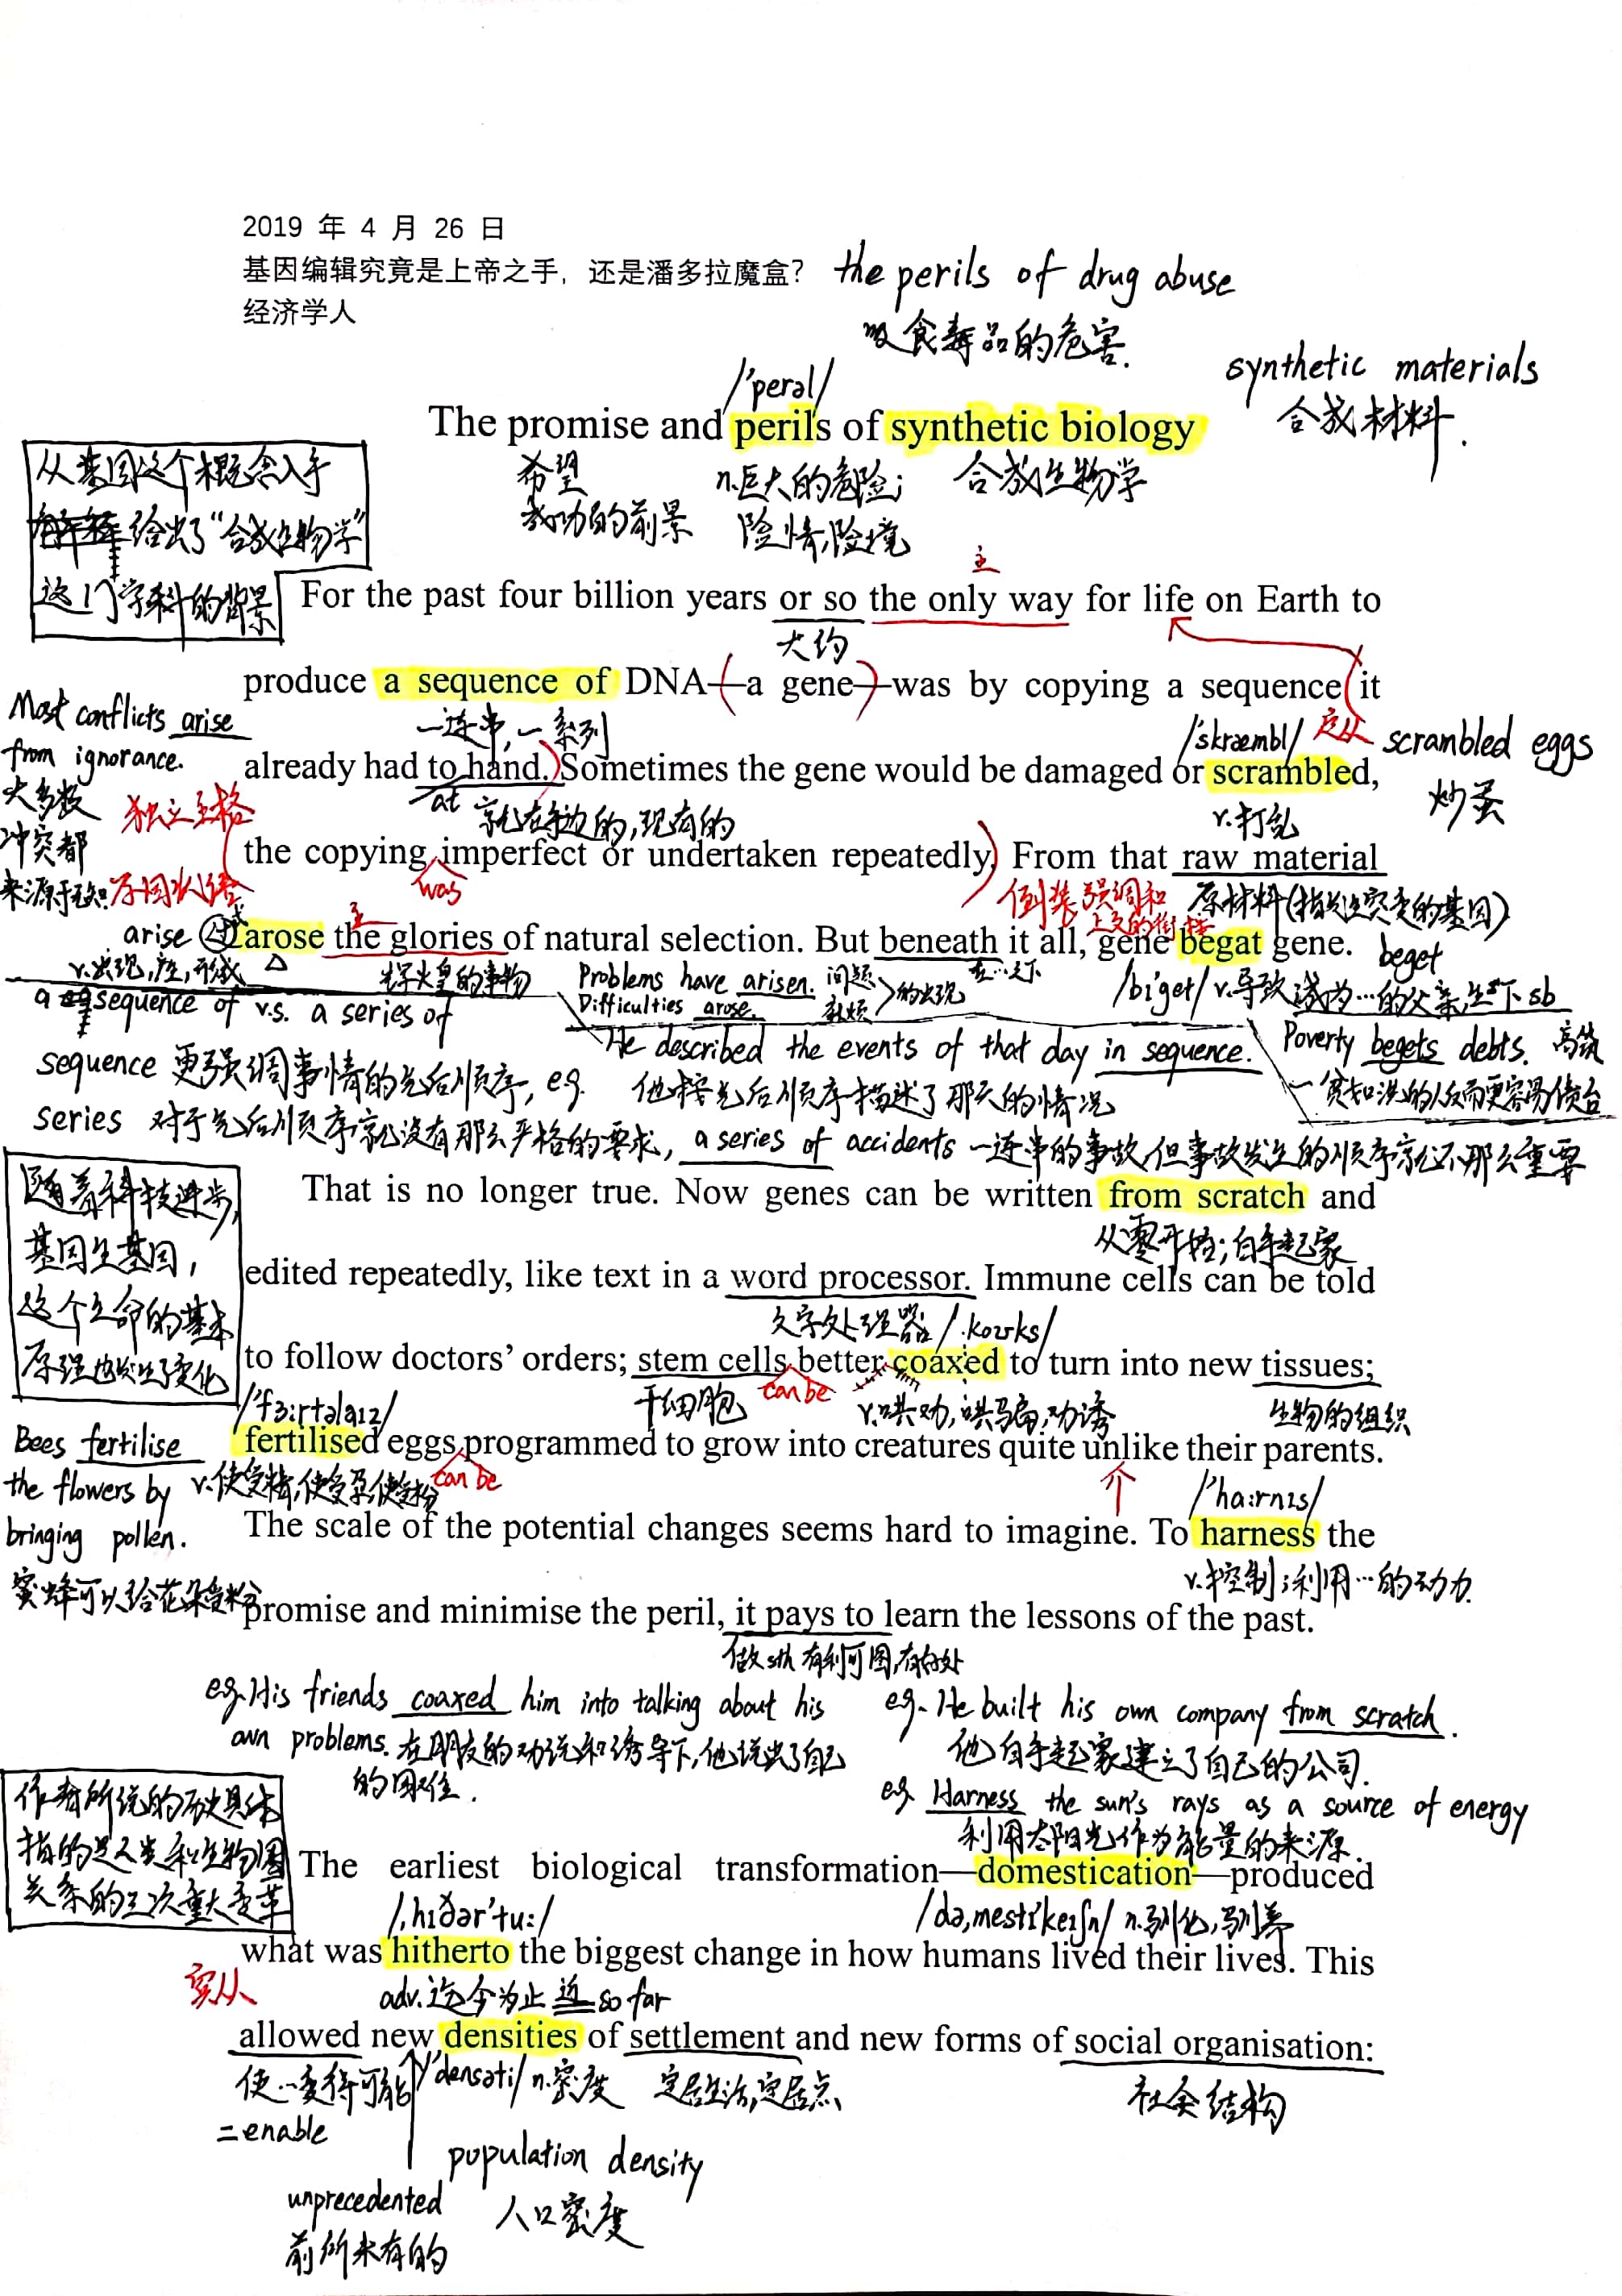 2019 年 4 月 26 日
基因编辑究竟是上帝之手，还是潘多拉魔盒？
经济学人
the perils of drug abuse
吸食毒品的危害.
/'perəl/
synthetic materials
合成材料.
The promise and perils of synthetic biology
希望
成功的前景
n.巨大的危险；
险情,险境
合成生物学
从基因这个概念入手
给出了“合成生物学”
这门学科的背景
主
For the past four billion years or so the only way for life on Earth to
大约
produce a sequence of DNA—(a gene)—was by copying a sequence (it
一连串,一系列
/'skræmbl/
定从
scrambled eggs
炒蛋
Most conflicts arise
from ignorance.
大多数
冲突都
来源于无知.
already had to hand.) Sometimes the gene would be damaged or scrambled,
at
就在手边的,现有的
v.打乱
独立主格
原因状语
the copying imperfect or undertaken repeatedly) From that raw material
was
倒装 强调和
上文的衔接
原材料(指发生突变的基因)
arise
过去式
主
arose the glories of natural selection. But beneath it all, gene begat gene.
v.出现,产生,形成
辉煌的事物
Problems have arisen. 问题
Difficulties arose. 麻烦
的出现
在…之下
/bɪ'get/ v.导致 成为…的父亲,生下sb
beget
a sequence of v.s. a series of
He described the events of that day in sequence.
Poverty begets debts. 高筑
一贫如洗的人反而更容易债台
sequence 更强调事情的先后顺序, eg.
他按先后顺序描述了那天的情况
series 对于先后顺序就没有那么严格的要求, a series of accidents 一连串的事故,但事故发生的顺序就不那么重要
随着科技进步,
基因生基因,
这个生命的基本
原理也发生了变化
That is no longer true. Now genes can be written from scratch and
从零开始；白手起家
edited repeatedly, like text in a word processor. Immune cells can be told
文字处理器
/koʊks/
to follow doctors’ orders; stem cells better coaxed to turn into new tissues;
干细胞
can be
v.哄劝,哄骗,劝诱
生物的组织
/'fɜ:rtəlaɪz/
Bees fertilise
the flowers by
bringing pollen.
蜜蜂可以给花朵受粉
fertilised eggs programmed to grow into creatures quite unlike their parents.
v.使受精,使受孕,使受粉
can be
介
/'hɑ:rnɪs/
The scale of the potential changes seems hard to imagine. To harness the
v.控制;利用…的动力.
promise and minimise the peril, it pays to learn the lessons of the past.
做sth有利可图,有好处
eg. His friends coaxed him into talking about his
own problems. 在朋友的劝说和诱导下,他说出了自己
的困难.
eg. He built his own company from scratch.
他白手起家建立了自己的公司.
eg. Harness the sun's rays as a source of energy
利用太阳光作为能量的来源.
作者所说的历史具体
指的是人类和生物圈
关系的三次重大变革
The earliest biological transformation—domestication—produced
/,hɪðər'tu:/
/də,mestɪ'keɪʃn/ n.驯化,驯养
what was hitherto the biggest change in how humans lived their lives. This
adv.迄今为止 so far
allowed new densities of settlement and new forms of social organisation:
使…变得可能
=enable
/'densəti/ n.密度
定居生活,定居点
社会结构
population density
人口密度
unprecedented
前所未有的